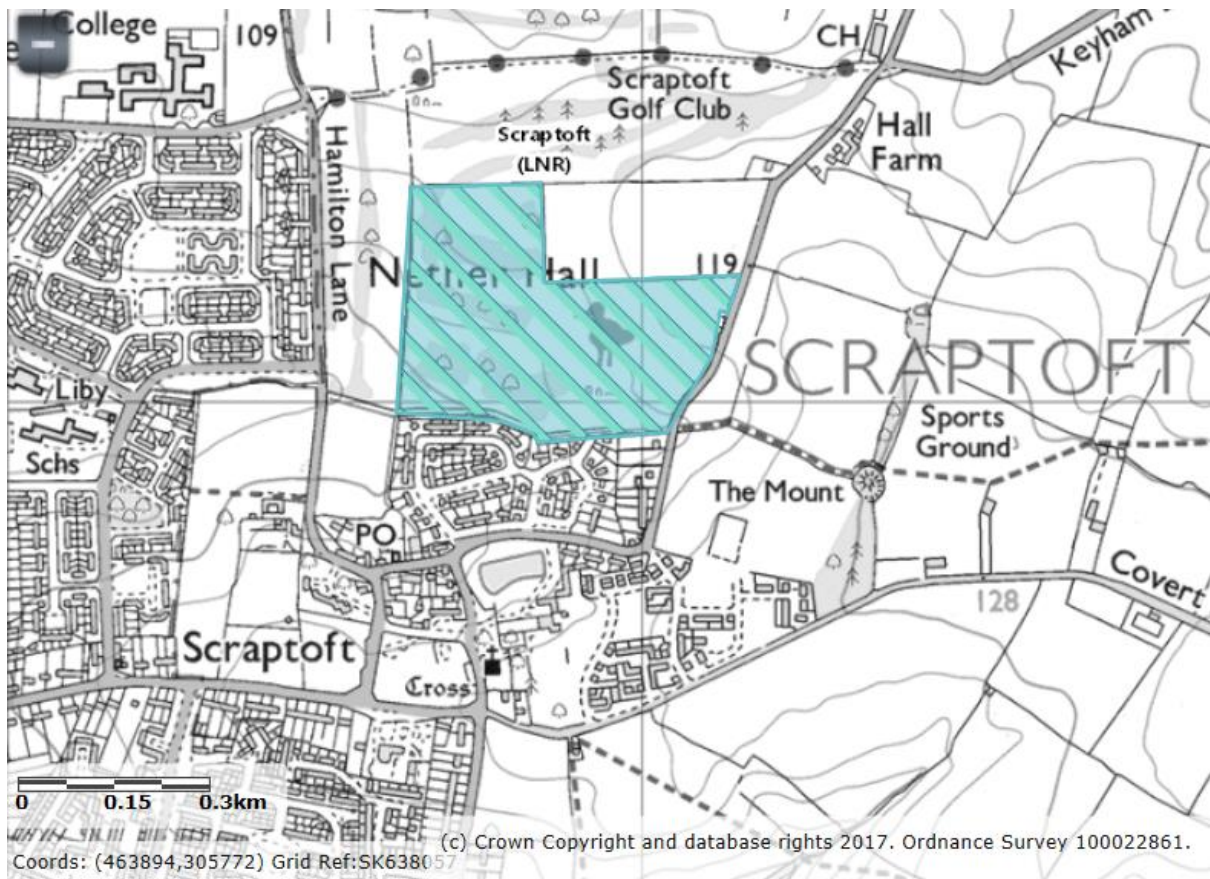 College
109
CH
Keyham
Scraptoft
Golf Club
Scraptoft
(LNR)
Hall
Farm
Hamilton Lane
Nether Hall
119
SCRAPTOFT
Liby
Schs
Sports
Ground
The Mount
PO
Covert
128
Scraptoft
Cross
0 0.15 0.3km
(c) Crown Copyright and database rights 2017. Ordnance Survey 100022861.
Coords: (463894,305772) Grid Ref:SK638057